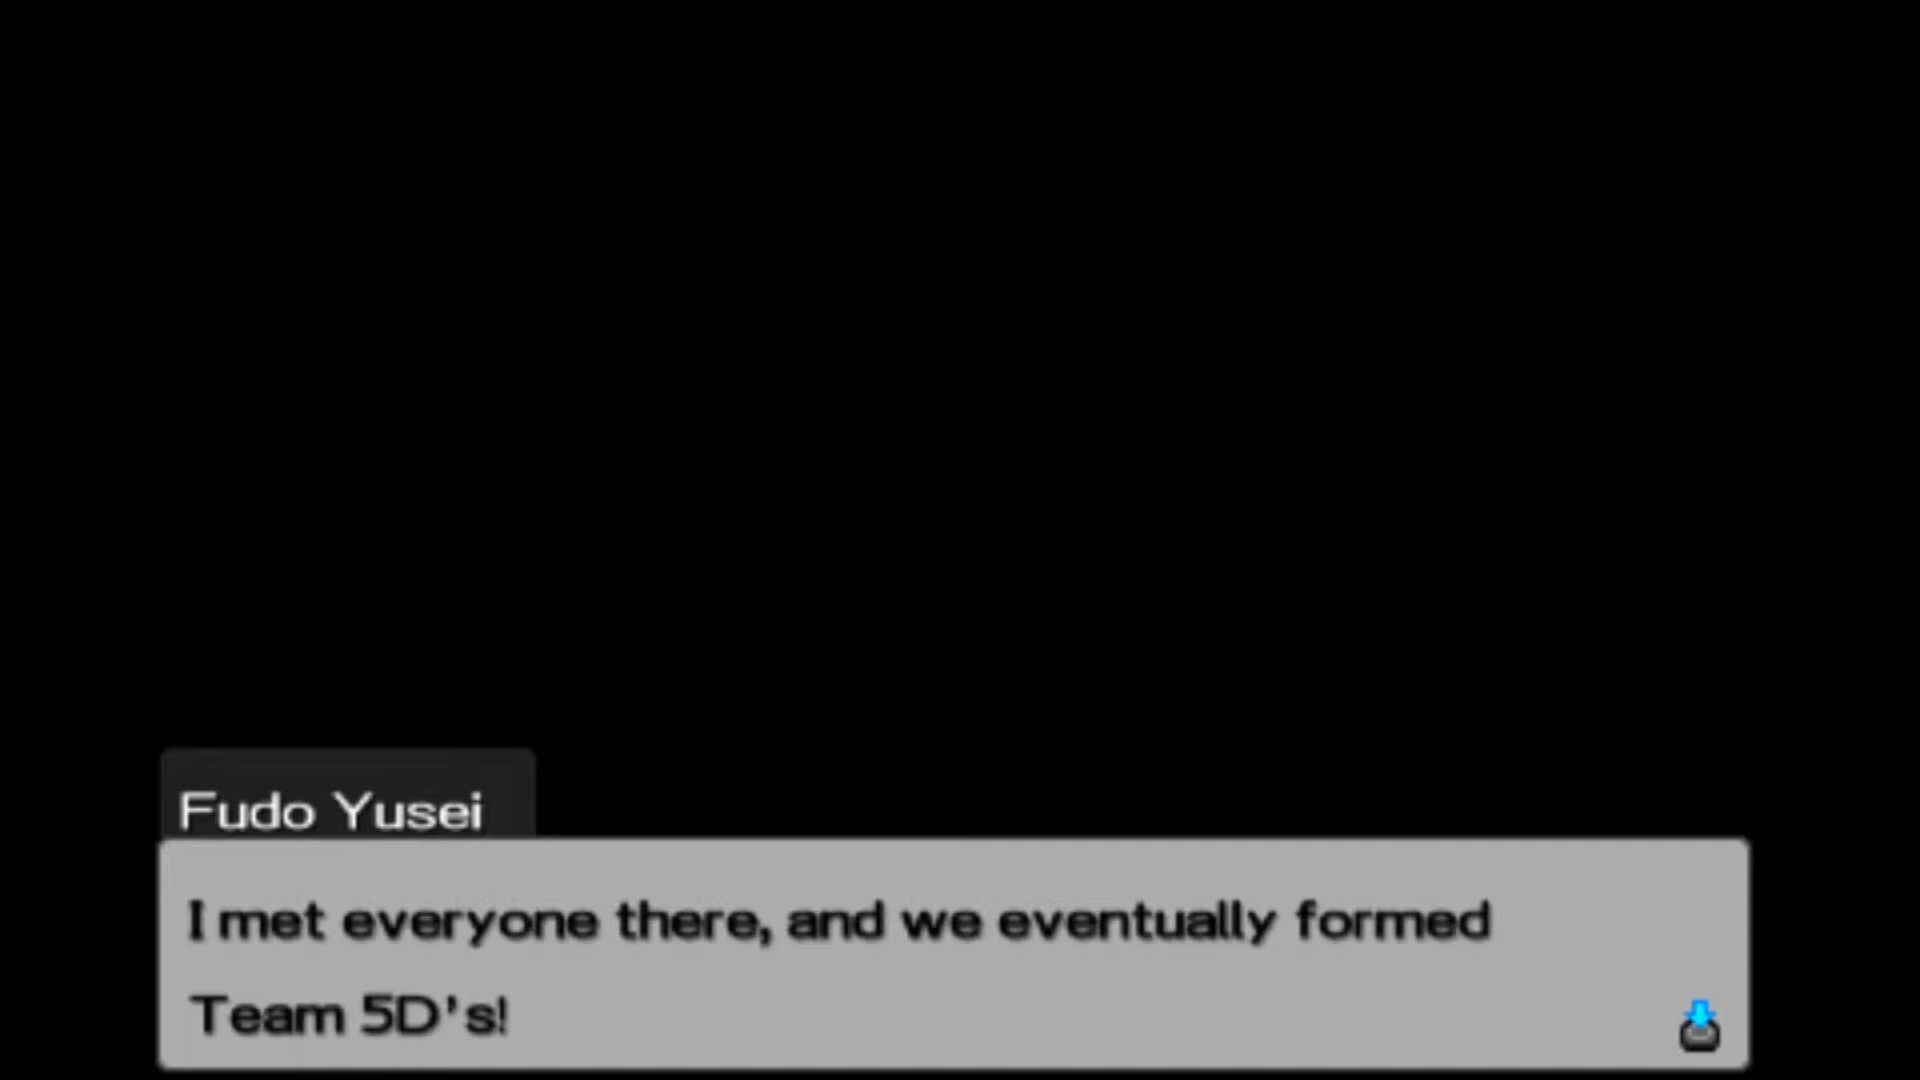 Fudo Yusei
I met everyone there, and we eventually formed
Team 5D's!